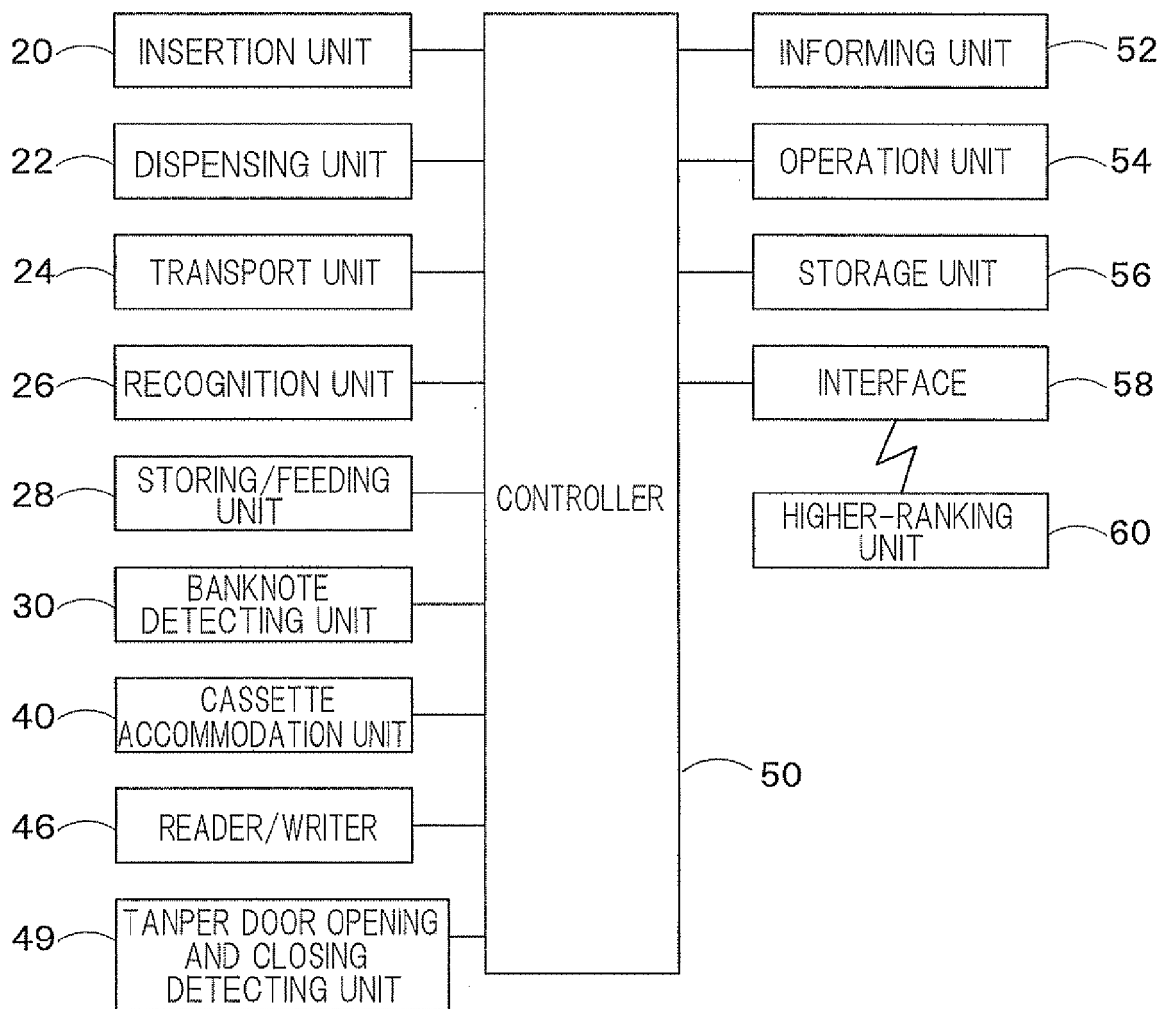 20 INSERTION UNIT
22 DISPENSING UNIT
24 TRANSPORT UNIT
26 RECOGNITION UNIT
28 STORING/FEEDING
UNIT
30 BANKNOTE
DETECTING UNIT
40 CASSETTE
ACCOMMODATION UNIT
46 READER/WRITER
49 TANPER DOOR OPENING
AND CLOSING
DETECTING UNIT
CONTROLLER
50
INFORMING UNIT 52
OPERATION UNIT 54
STORAGE UNIT 56
INTERFACE 58
HIGHER-RANKING
UNIT 60